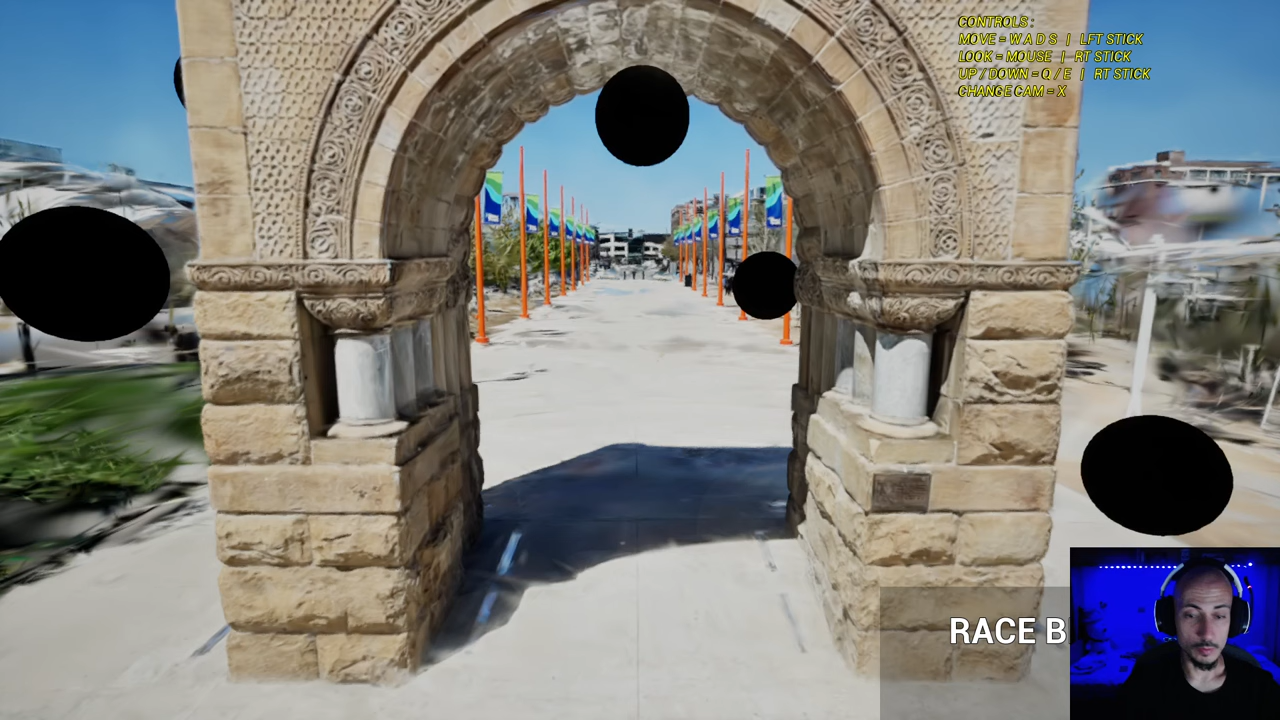 CONTROLS :
MOVE = W A D S | LFT STICK
LOOK = MOUSE | RT STICK
UP / DOWN = Q / E | RT STICK
CHANGE CAM = X
RACE B